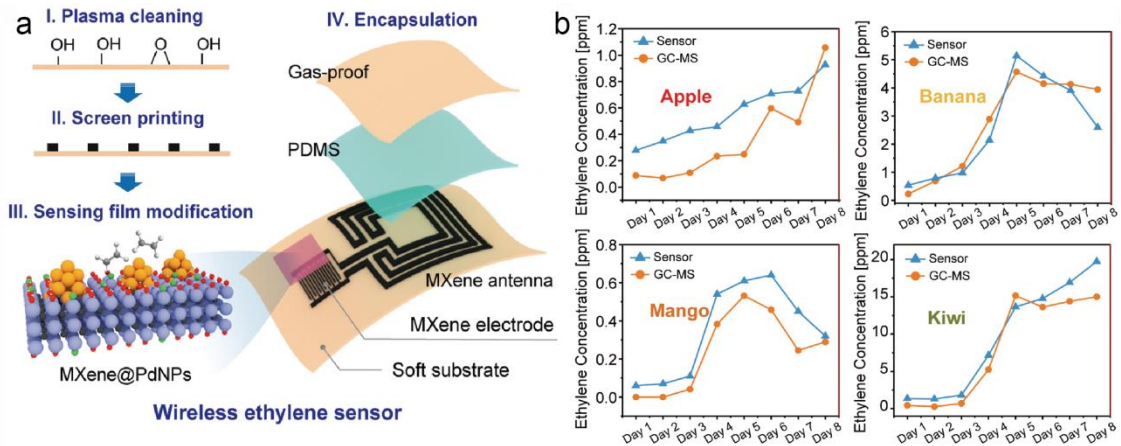 a
I. Plasma cleaning
OH OH O OH
II. Screen printing
III. Sensing film modification
MXene@PdNPs
IV. Encapsulation
Gas-proof
PDMS
MXene antenna
MXene electrode
Soft substrate
Wireless ethylene sensor
b
Ethylene Concentration [ppm]
1.2
1.0
0.8
0.6
0.4
0.2
0.0
Sensor
GC-MS
Apple
Day 1 Day 2 Day 3 Day 4 Day 5 Day 6 Day 7 Day 8
Ethylene Concentration [ppm]
6
5
4
3
2
1
0
Sensor
GC-MS
Banana
Day 1 Day 2 Day 3 Day 4 Day 5 Day 6 Day 7 Day 8
Ethylene Concentration [ppm]
0.8
0.6
0.4
0.2
0.0
Sensor
GC-MS
Mango
Day 1 Day 2 Day 3 Day 4 Day 5 Day 6 Day 7 Day 8
Ethylene Concentration [ppm]
20
15
10
5
0
Sensor
GC-MS
Kiwi
Day 1 Day 2 Day 3 Day 4 Day 5 Day 6 Day 7 Day 8